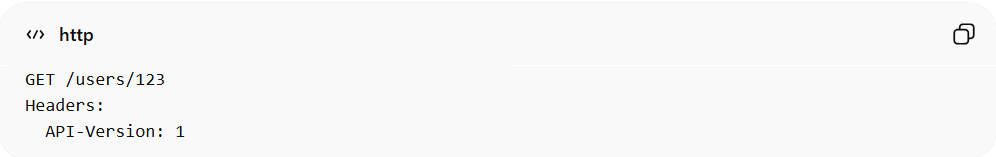 </> http
GET /users/123
Headers:
  API-Version: 1